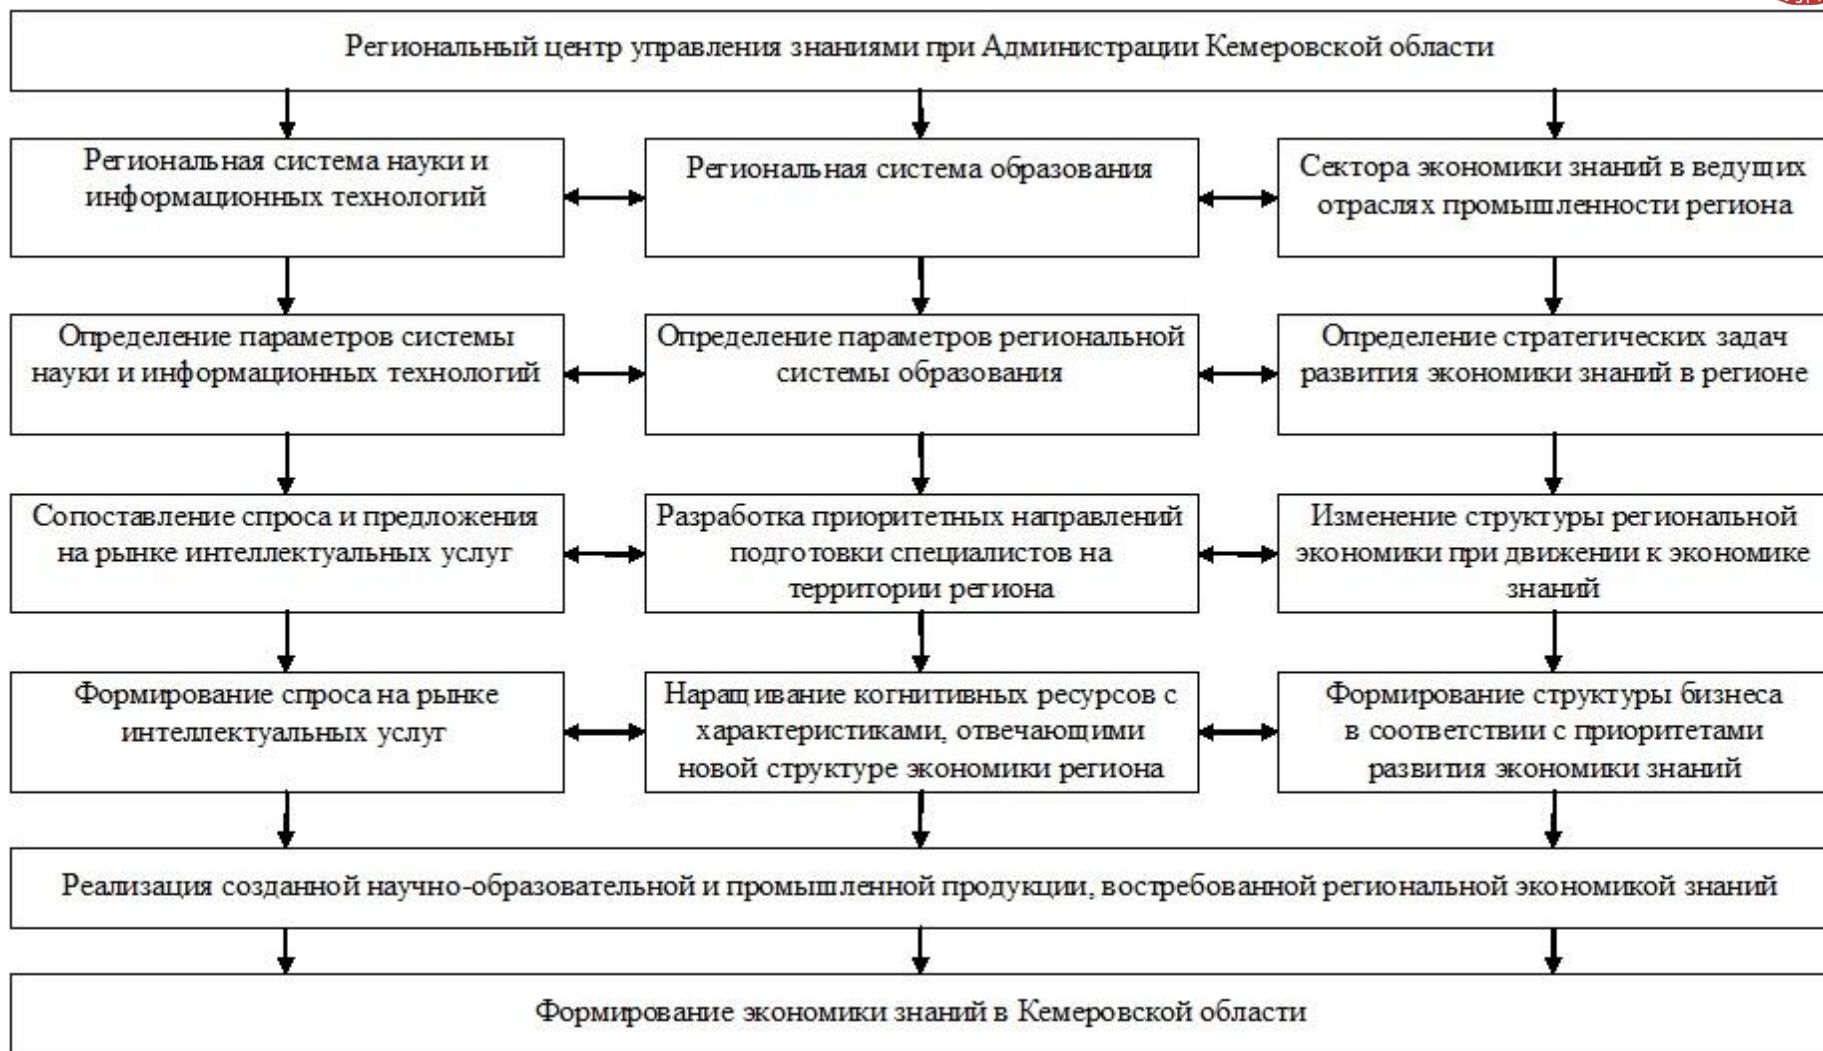 Региональный центр управления знаниями при Администрации Кемеровской области
Региональная система науки и
информационных технологий
Региональная система образования
Сектора экономики знаний в ведущих
отраслях промышленности региона
Определение параметров системы
науки и информационных технологий
Определение параметров региональной
системы образования
Определение стратегических задач
развития экономики знаний в регионе
Сопоставление спроса и предложения
на рынке интеллектуальных услуг
Разработка приоритетных направлений
подготовки специалистов на
территории региона
Изменение структуры региональной
экономики при движении к экономике
знаний
Формирование спроса на рынке
интеллектуальных услуг
Наращивание когнитивных ресурсов с
характеристиками, отвечающими
новой структуре экономики региона
Формирование структуры бизнеса
в соответствии с приоритетами
развития экономики знаний
Реализация созданной научно-образовательной и промышленной продукции, востребованной региональной экономикой знаний
Формирование экономики знаний в Кемеровской области